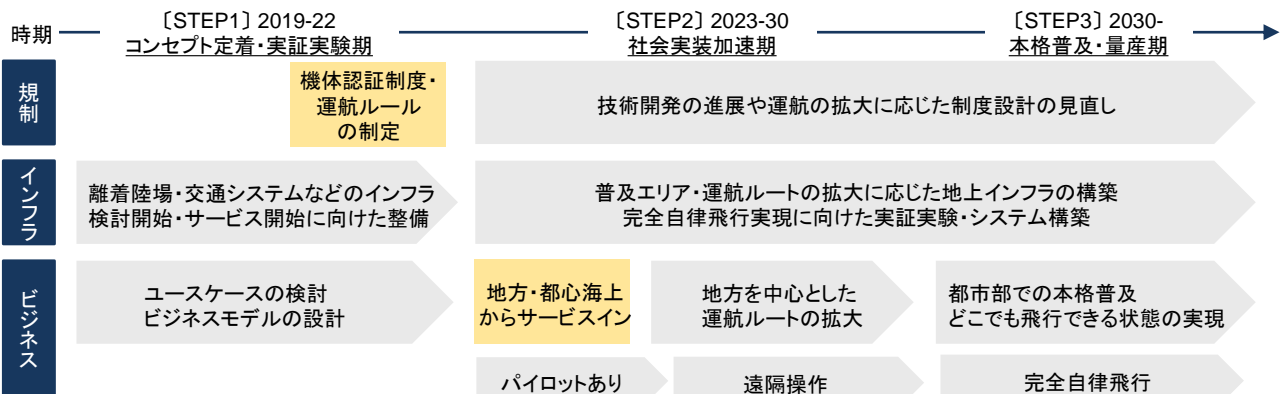 時期
〔STEP1〕 2019-22
コンセプト定着・実証実験期
〔STEP2〕 2023-30
社会実装加速期
〔STEP3〕 2030-
本格普及・量産期
規制
機体認証制度・
運航ルール
の制定
技術開発の進展や運航の拡大に応じた制度設計の見直し
インフラ
離着陸場・交通システムなどのインフラ
検討開始・サービス開始に向けた整備
普及エリア・運航ルートの拡大に応じた地上インフラの構築
完全自律飛行実現に向けた実証実験・システム構築
ビジネス
ユースケースの検討
ビジネスモデルの設計
地方・都心海上
からサービスイン
地方を中心とした
運航ルートの拡大
都市部での本格普及
どこでも飛行できる状態の実現
パイロットあり
遠隔操作
完全自律飛行